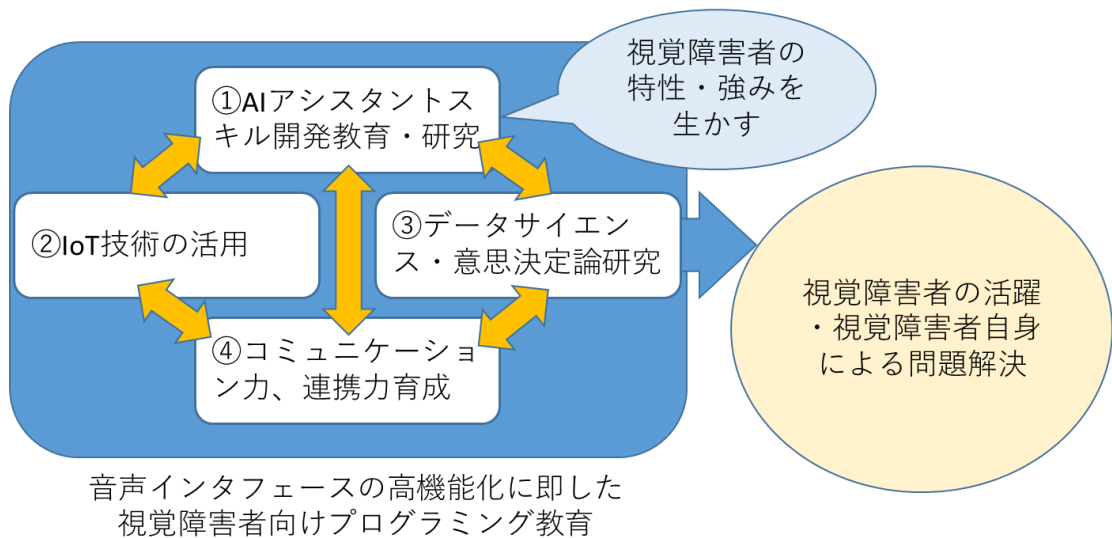 ①AIアシスタントス
キル開発教育・研究
視覚障害者の
特性・強みを
生かす
②IoT技術の活用
③データサイエン
ス・意思決定論研究
④コミュニケーショ
ン力、連携力育成
視覚障害者の活躍
・視覚障害者自身
による問題解決
音声インタフェースの高機能化に即した
視覚障害者向けプログラミング教育